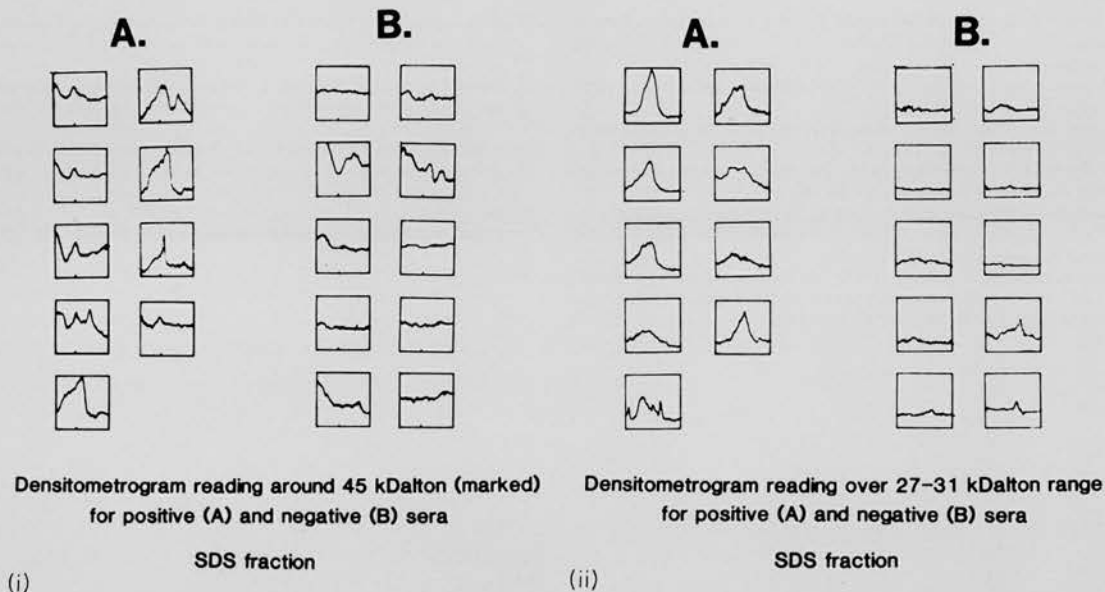 A.
B.
Densitometrogram reading around 45 kDalton (marked)
for positive (A) and negative (B) sera
SDS fraction
(i)
A.
B.
Densitometrogram reading over 27-31 kDalton range
for positive (A) and negative (B) sera
SDS fraction
(ii)